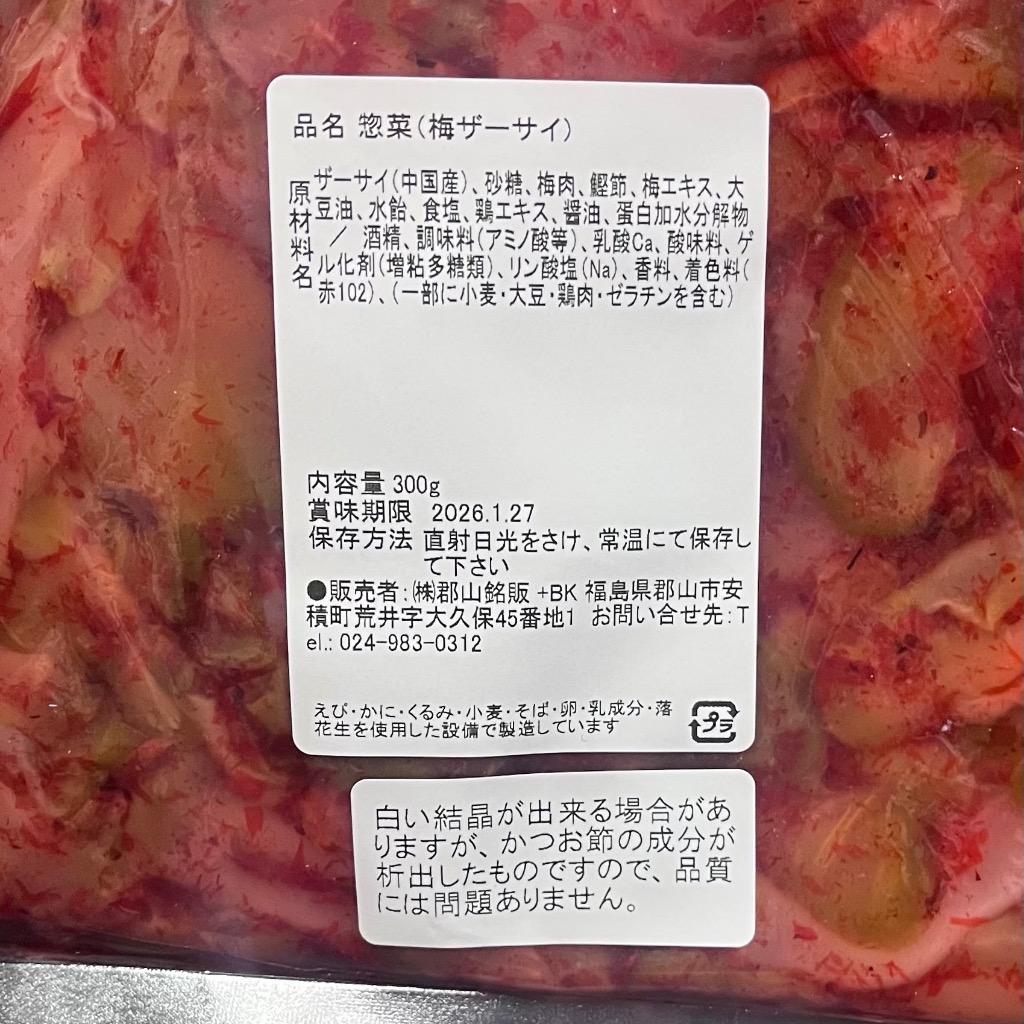 品名 惣菜(梅ザーサイ)
原材料名
ザーサイ(中国産)、砂糖、梅肉、鰹節、梅エキス、大
豆油、水飴、食塩、鶏エキス、醤油、蛋白加水分解物
/ 酒精、調味料(アミノ酸等)、乳酸Ca、酸味料、ゲ
ル化剤(増粘多糖類)、リン酸塩(Na)、香料、着色料(
赤102)、(一部に小麦・大豆・鶏肉・ゼラチンを含む)
内容量 300g
賞味期限 2026.1.27
保存方法 直射日光をさけ、常温にて保存し
て下さい
●販売者:㈱郡山銘販 +BK 福島県郡山市安
積町荒井字大久保45番地1 お問い合せ先:T
el.: 024-983-0312
えび・かに・くるみ・小麦・そば・卵・乳成分・落
花生を使用した設備で製造しています
プラ
白い結晶が出来る場合があ
りますが、かつお節の成分が
析出したものですので、品質
には問題ありません。